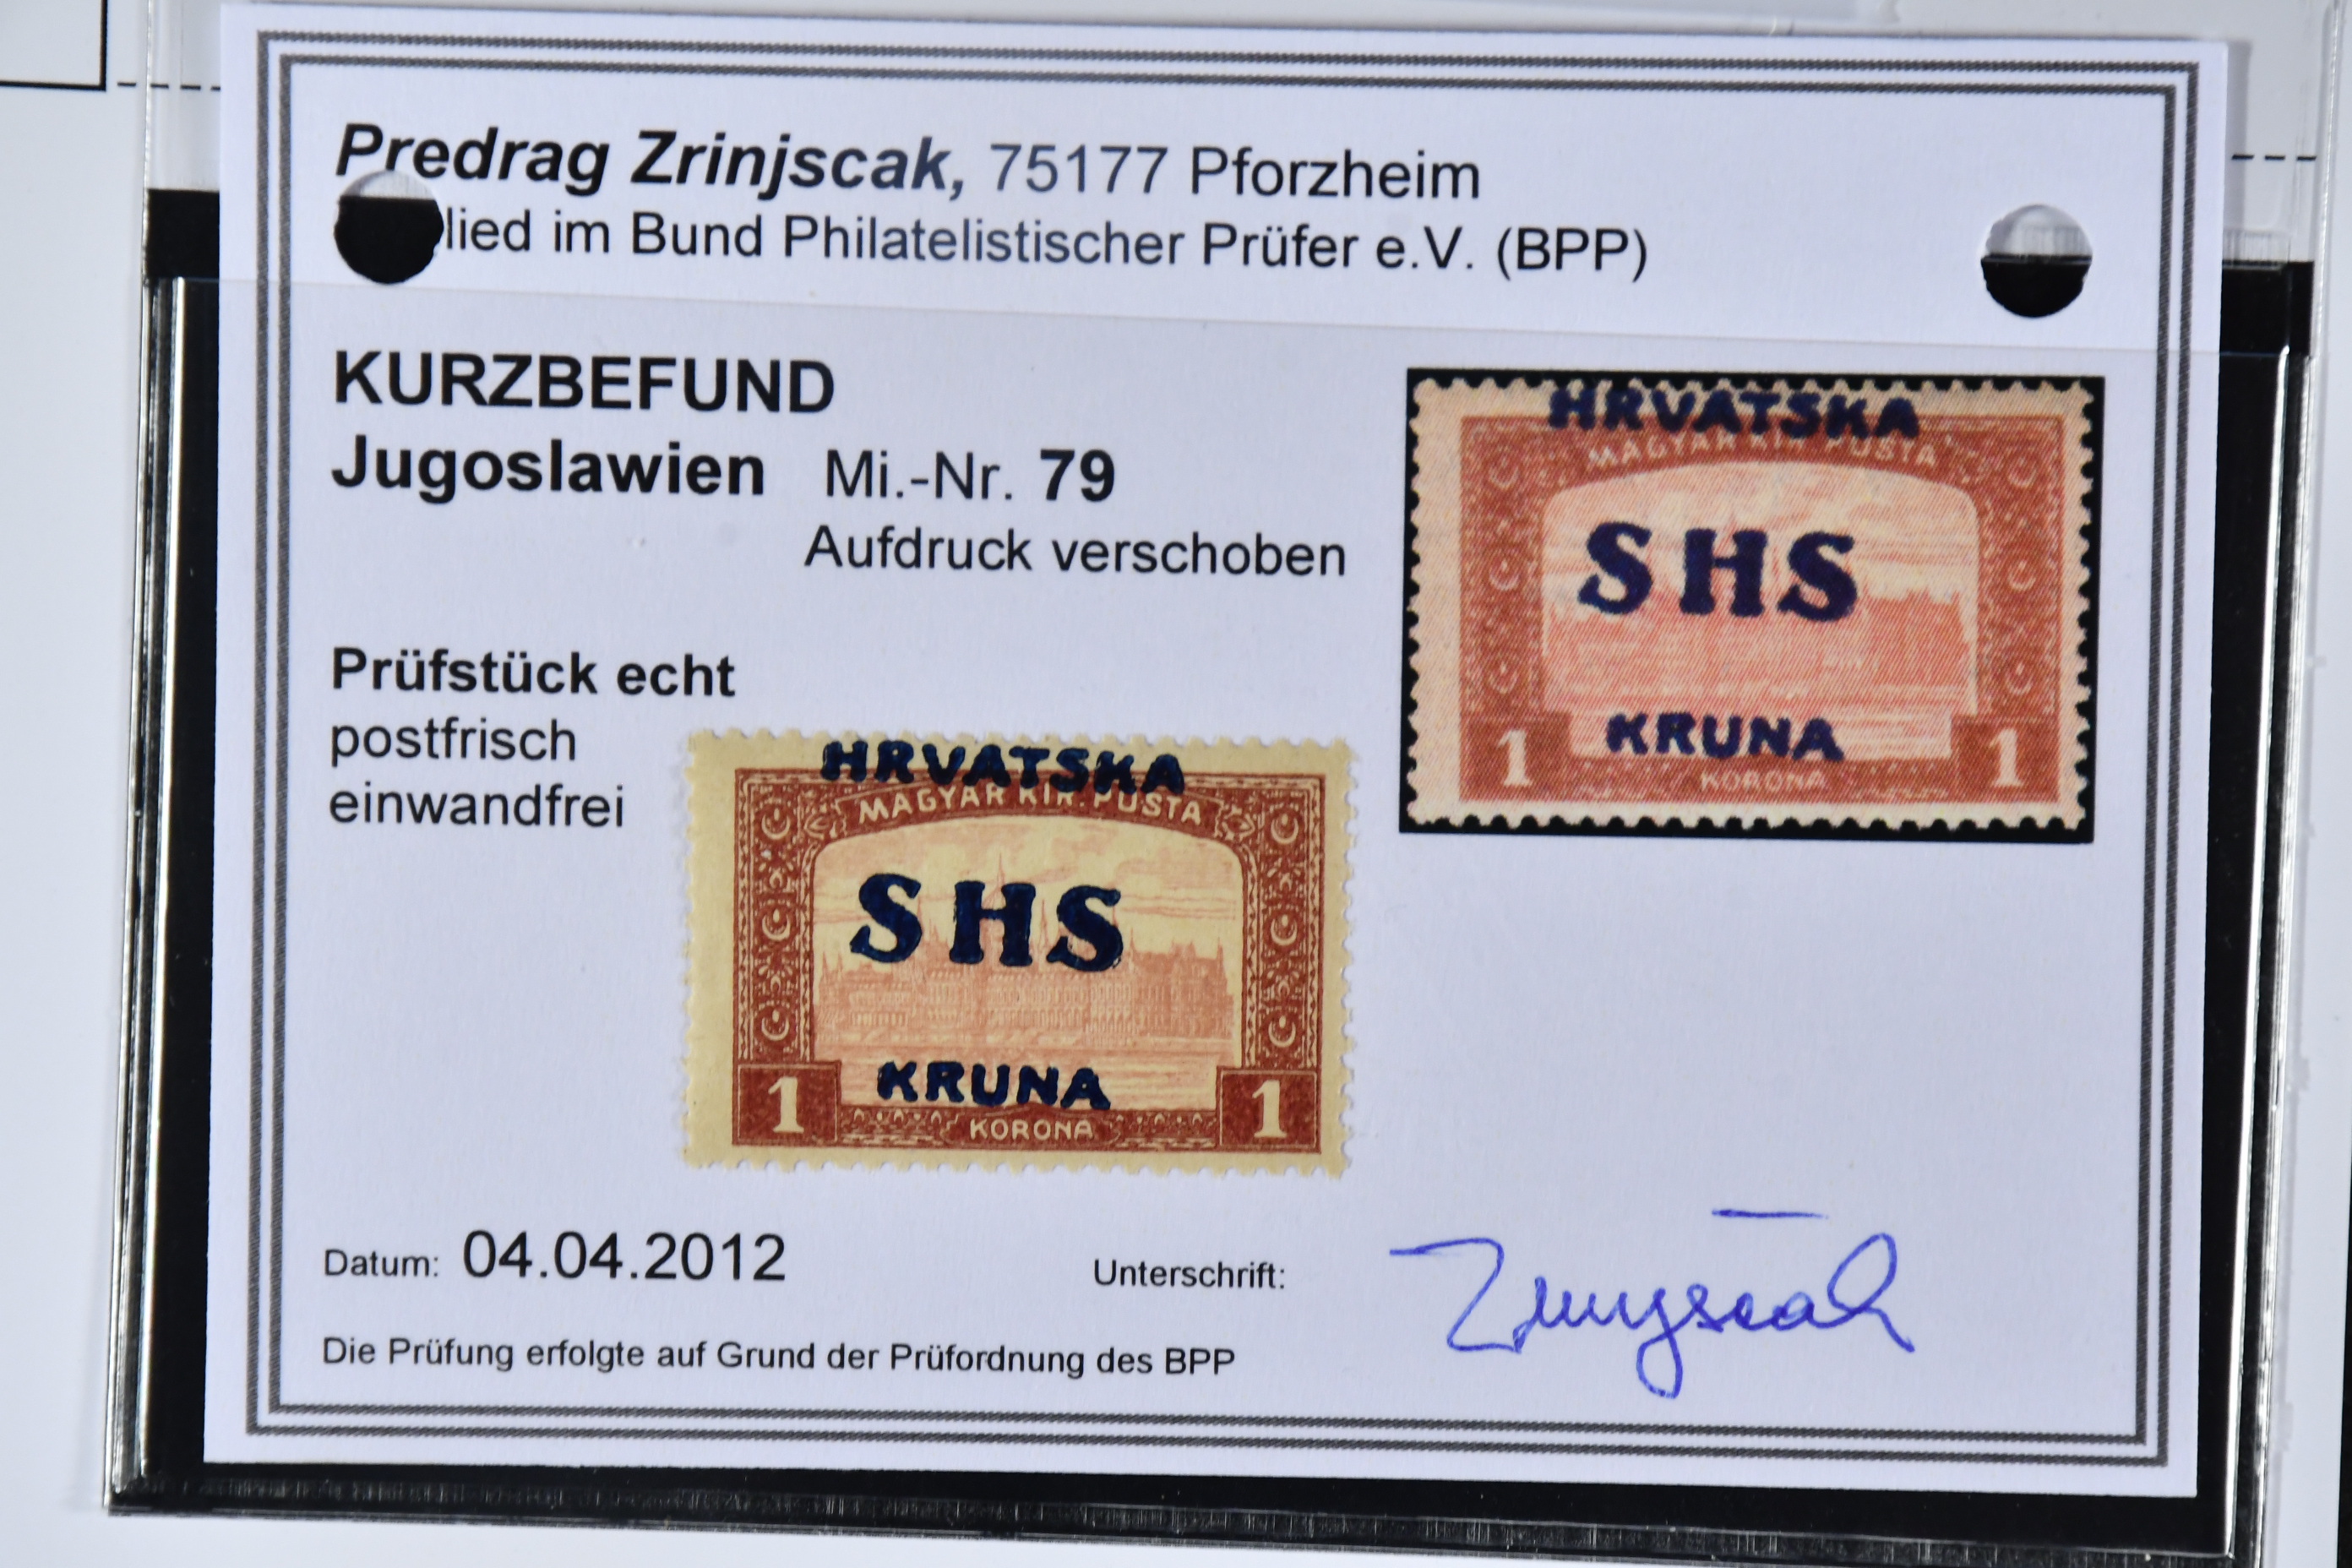 Predrag Zrinjscak, 75177 Pforzheim
lied im Bund Philatelistischer Prüfer e.V. (BPP)
KURZBEFUND
Jugoslawien Mi.-Nr. 79
Aufdruck verschoben
HRVATSKA
MAGYAR KIR. POSTA
SHS
KRUNA
1 KORONA 1
Prüfstück echt
postfrisch
einwandfrei
HRVATSKA
MAGYAR KIR. POSTA
SHS
KRUNA
1 KORONA 1
Datum: 04.04.2012
Unterschrift: Zrinjscak
Die Prüfung erfolgte auf Grund der Prüfordnung des BPP